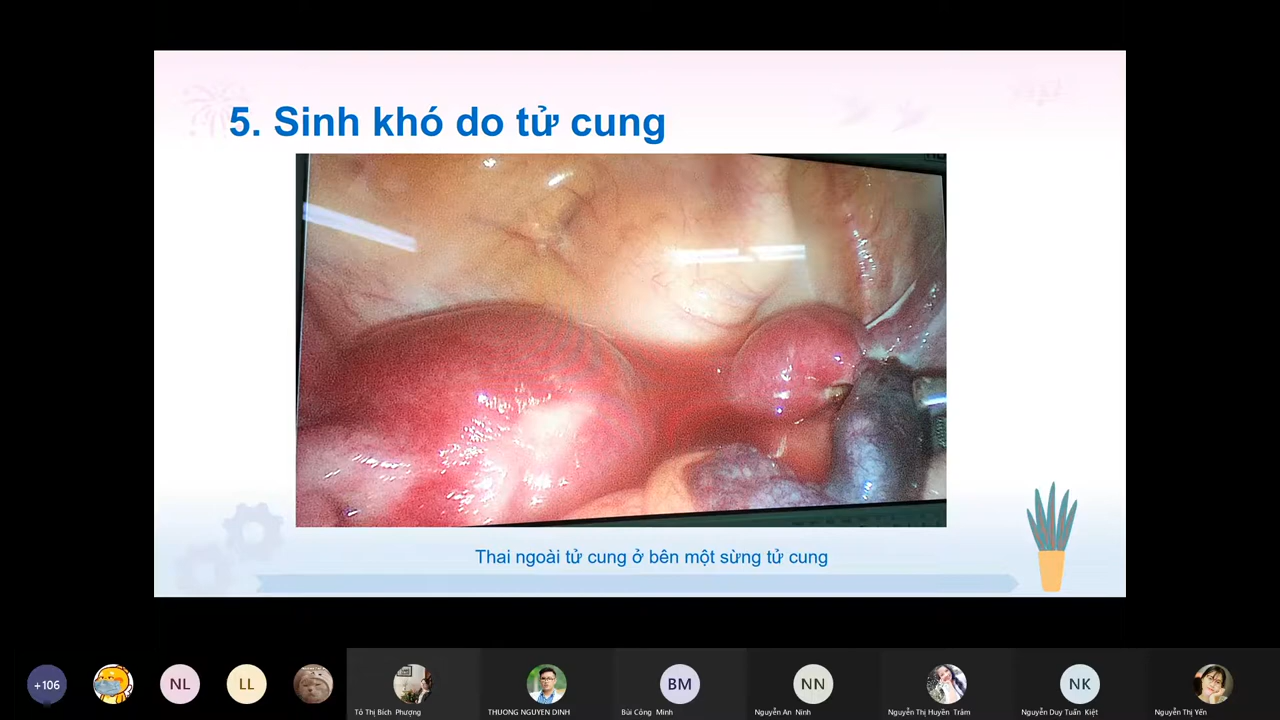 5. Sinh khó do tử cung
Thai ngoài tử cung ở bên một sừng tử cung
+106
NL
LL
BM
NN
NK
Tô Thị Bích Phượng
THUONG NGUYEN DINH
Bùi Công Minh
Nguyễn An Ninh
Nguyễn Thị Huyền Trâm
Nguyễn Duy Tuấn Kiệt
Nguyễn Thị Yến